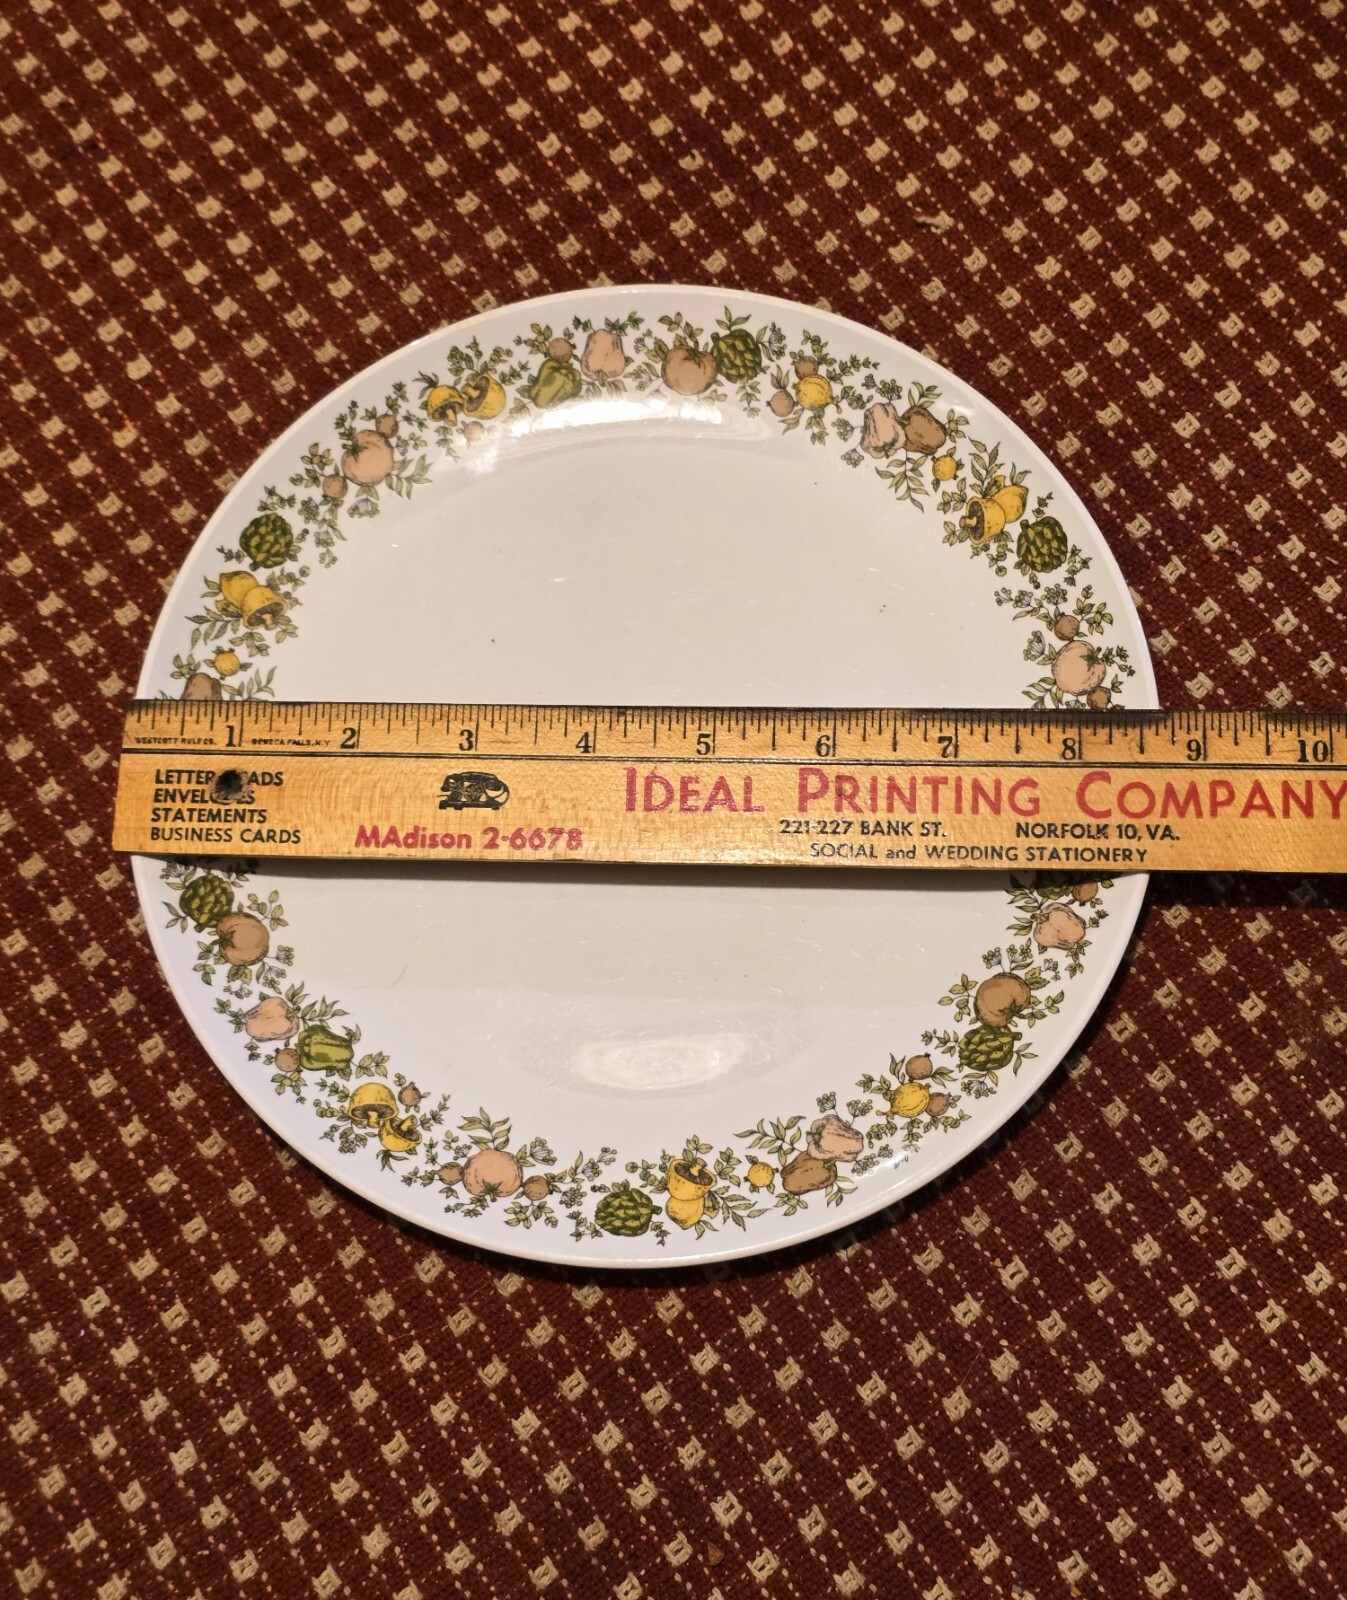 1 2 3 4 5 6 7 8 9 10
WESTCOTT RULE CO. SENECA FALLS, N.Y.
LETTERHEADS
ENVELOPES
STATEMENTS
BUSINESS CARDS
MAdison 2-6678
IDEAL PRINTING COMPANY
221-227 BANK ST. NORFOLK 10, VA.
SOCIAL and WEDDING STATIONERY